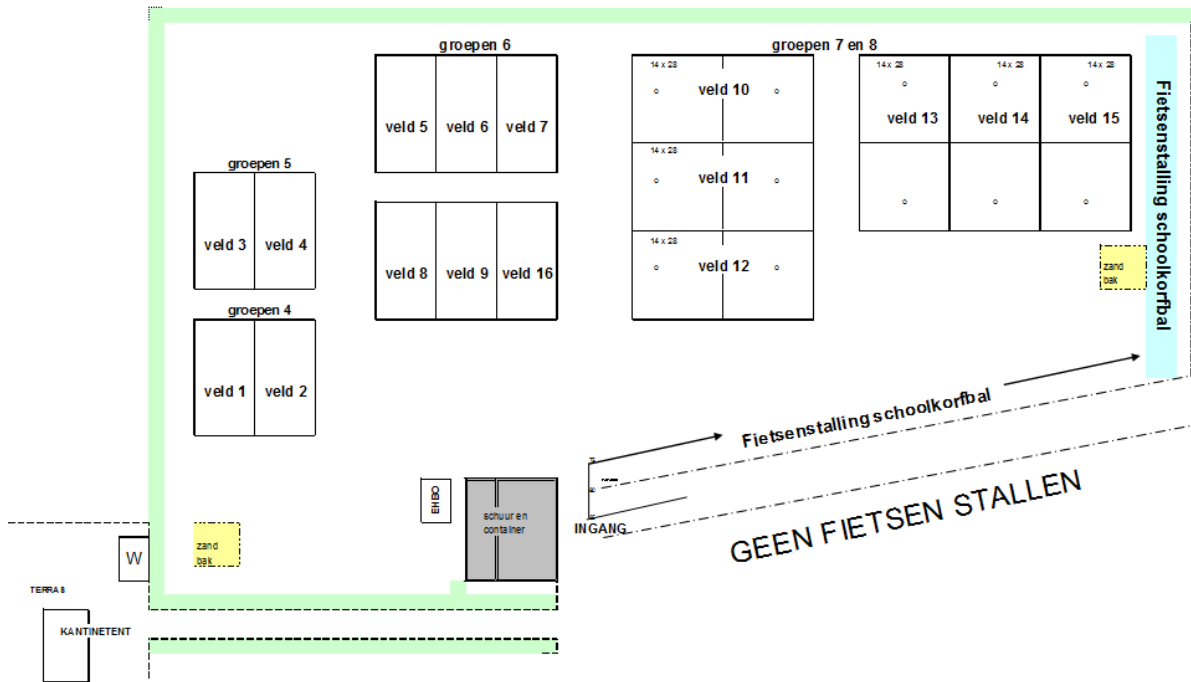 groepen 6
groepen 7 en 8
14 x 28
14 x 28
14 x 28
14 x 28
veld 10
veld 5
veld 6
veld 7
veld 13
veld 14
veld 15
Fietsenstalling schoolkorfbal
14 x 28
groepen 5
veld 11
veld 3
veld 4
14 x 28
veld 8
veld 9
veld 16
veld 12
zand
bak
groepen 4
veld 1
veld 2
Fietsenstalling schoolkorfbal
EHBO
schuur en
container
INGANG
GEEN FIETSEN STALLEN
zand
bak
W
TERRAS
KANTINETENT